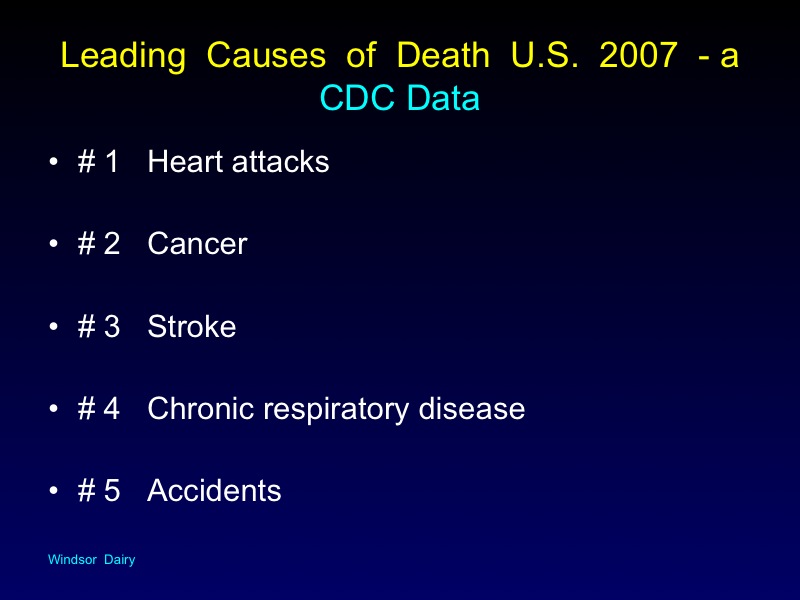 Leading Causes of Death U.S. 2007 - a
CDC Data
• # 1 Heart attacks
• # 2 Cancer
• # 3 Stroke
• # 4 Chronic respiratory disease
• # 5 Accidents
Windsor Dairy